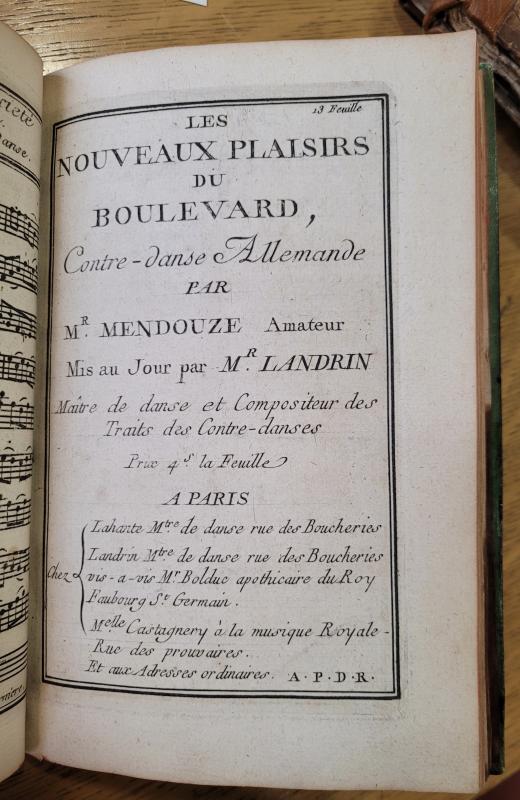 riete
danse.
13 Feuille
LES
NOUVEAUX PLAISIRS
DU
BOULEVARD,
Contre-danse Allemande
PAR
M.R MENDOUZE Amateur
Mis au Jour par M.R LANDRIN
Maître de danse et Compositeur des
Traits des Contre-danses
Prix 4.s la Feuille
A PARIS
Chez
Lahante Mtre de danse rue des Boucheries
Landrin Mtre de danse rue des Boucheries
vis-a-vis Mr. Bolduc apothicaire du Roy
Faubourg St. Germain.
Melle Castagnery à la musique Royale-
Rue des prouvaires.
Et aux Adresses ordinaires. A.P.D.R.